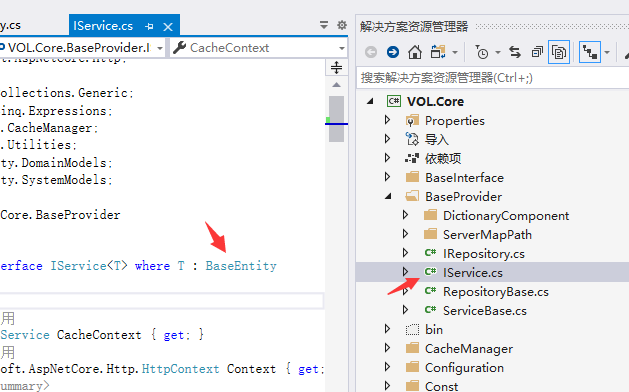 y.cs
IService.cs
VOL.Core.BaseProvider.I
CacheContext
t.AspNetCore.Http;
ollections.Generic;
inq.Expressions;
.CacheManager;
.Utilities;
ty.DomainModels;
ty.SystemModels;
Core.BaseProvider
erface IService<T> where T : BaseEntity
用
Service CacheContext { get; }
用
soft.AspNetCore.Http.HttpContext Context { get;
summary>
解决方案资源管理器
搜索解决方案资源管理器(Ctrl+;)
C# VOL.Core
Properties
导入
依赖项
BaseInterface
BaseProvider
DictionaryComponent
ServerMapPath
C# IRepository.cs
C# IService.cs
C# RepositoryBase.cs
C# ServiceBase.cs
bin
CacheManager
Configuration
Const